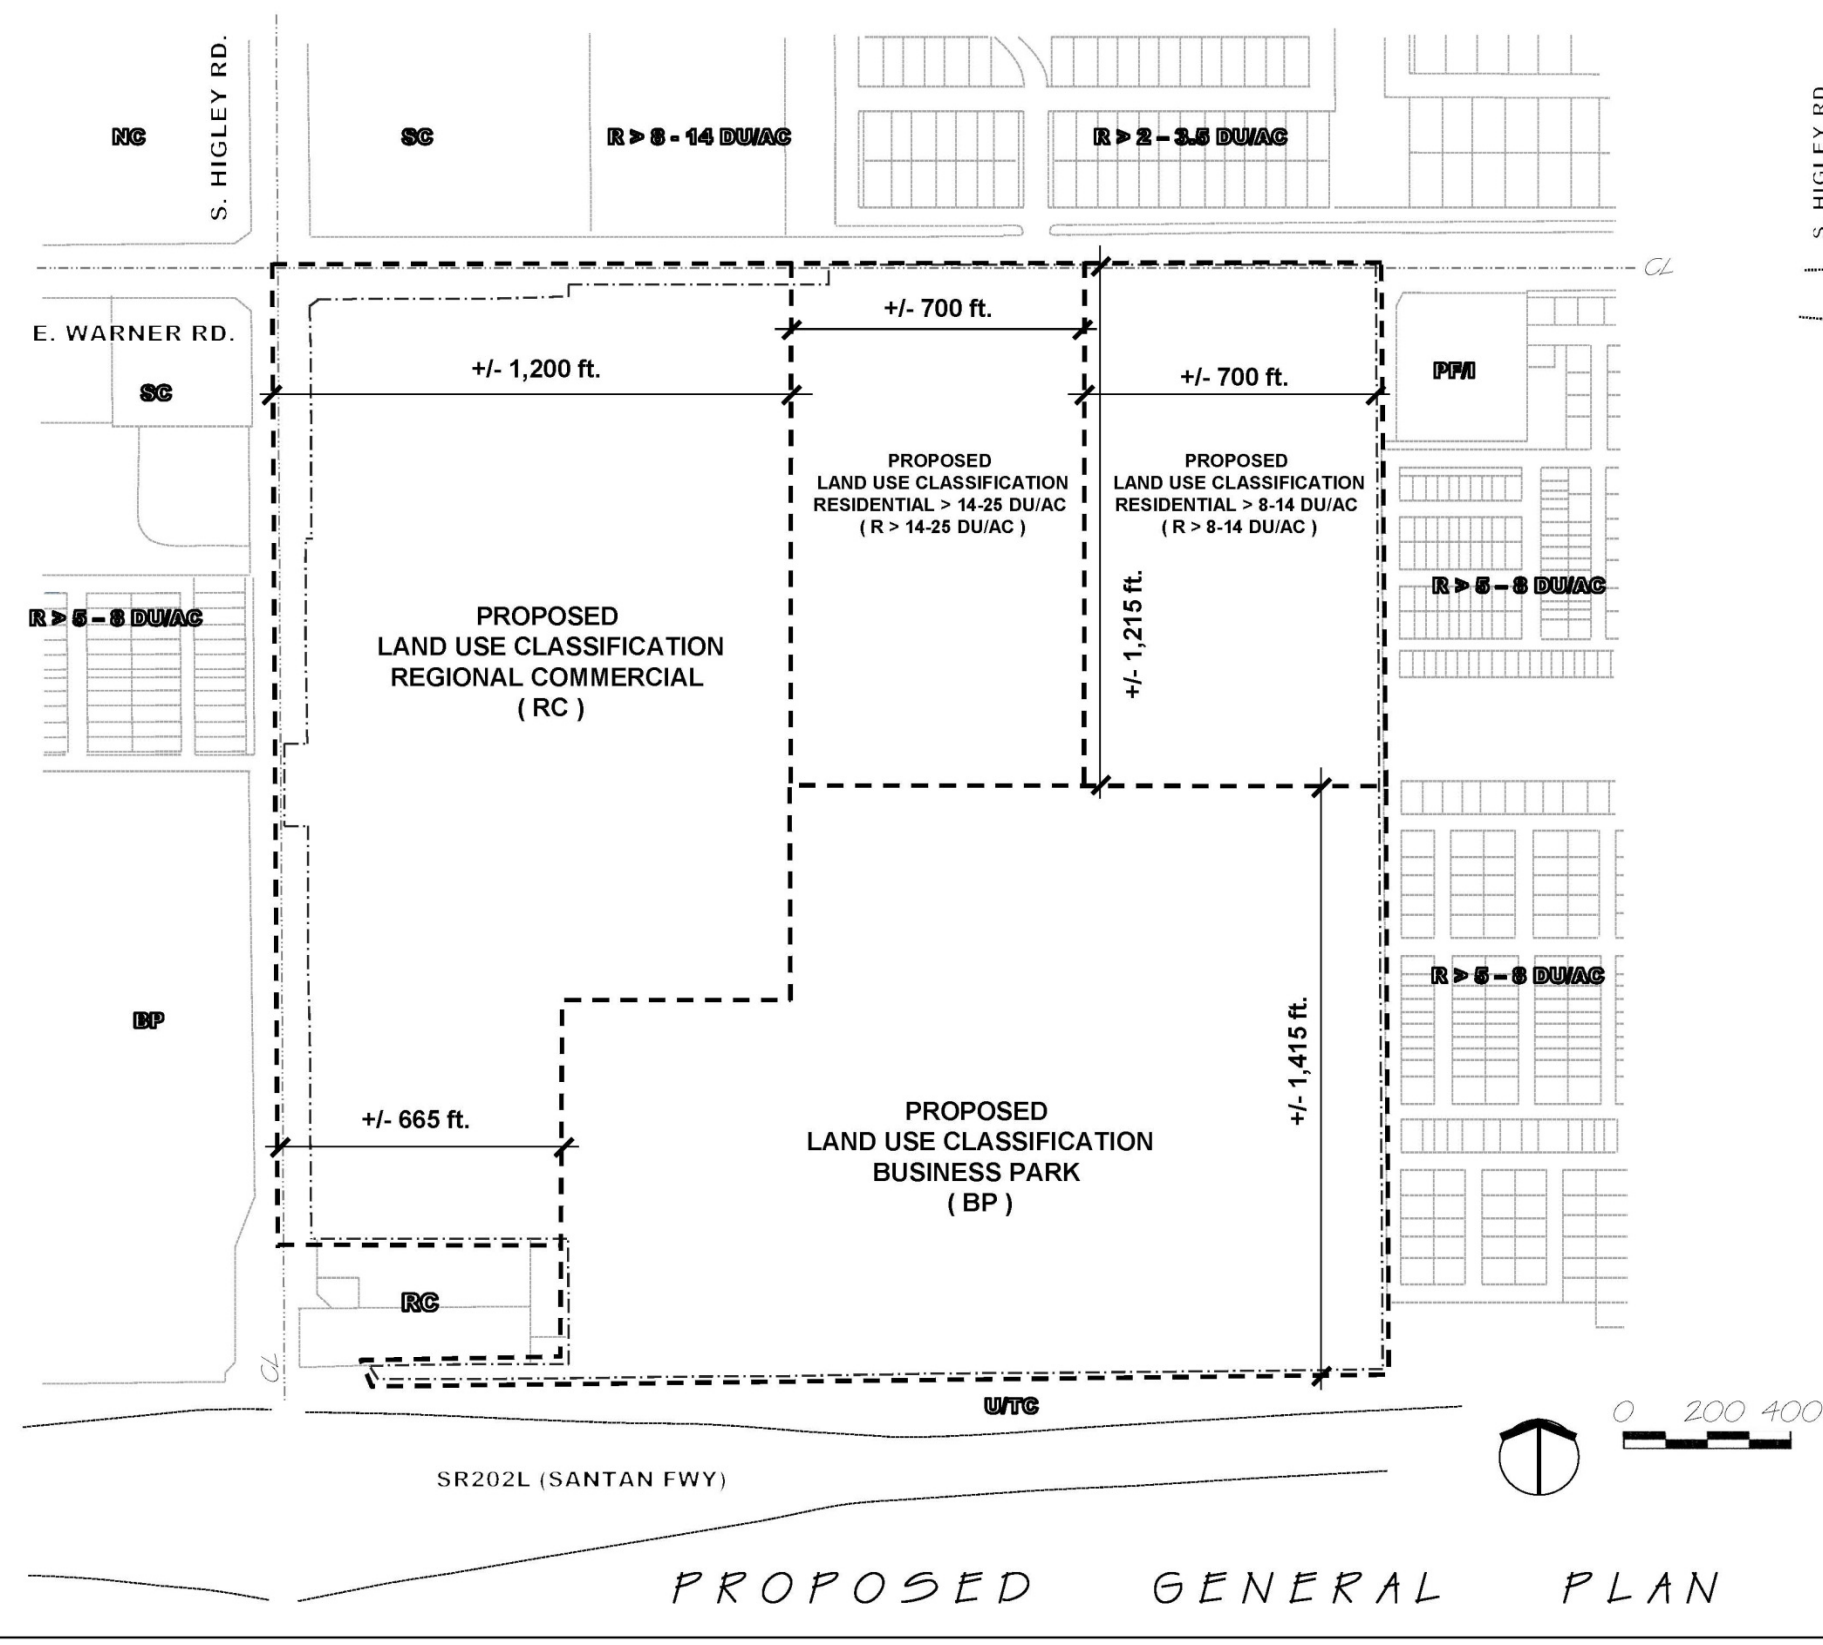 S. HIGLEY RD.
NC
SC
R > 8 - 14 DU/AC
R > 2 – 3.5 DU/AC
S. HIGLEY RD.
CL
E. WARNER RD.
SC
+/- 1,200 ft.
+/- 700 ft.
+/- 700 ft.
PF/I
PROPOSED
LAND USE CLASSIFICATION
RESIDENTIAL > 14-25 DU/AC
( R > 14-25 DU/AC )
PROPOSED
LAND USE CLASSIFICATION
RESIDENTIAL > 8-14 DU/AC
( R > 8-14 DU/AC )
R > 5 – 8 DU/AC
R > 5 – 8 DU/AC
+/- 1,215 ft.
PROPOSED
LAND USE CLASSIFICATION
REGIONAL COMMERCIAL
( RC )
R > 5 – 8 DU/AC
BP
+/- 1,415 ft.
+/- 665 ft.
PROPOSED
LAND USE CLASSIFICATION
BUSINESS PARK
( BP )
RC
CL
U/TC
0 200 400
SR202L (SANTAN FWY)
PROPOSED GENERAL PLAN